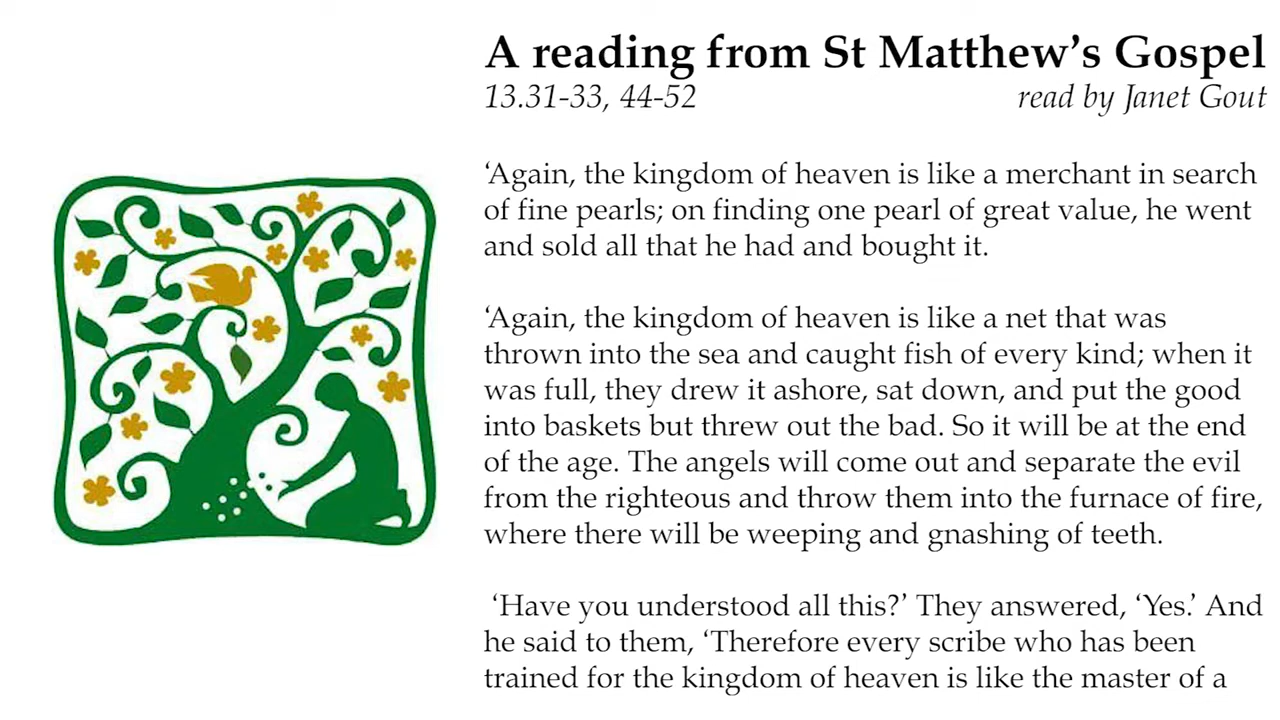 A reading from St Matthew’s Gospel
13.31-33, 44-52 read by Janet Gout
‘Again, the kingdom of heaven is like a merchant in search
of fine pearls; on finding one pearl of great value, he went
and sold all that he had and bought it.
‘Again, the kingdom of heaven is like a net that was
thrown into the sea and caught fish of every kind; when it
was full, they drew it ashore, sat down, and put the good
into baskets but threw out the bad. So it will be at the end
of the age. The angels will come out and separate the evil
from the righteous and throw them into the furnace of fire,
where there will be weeping and gnashing of teeth.
‘Have you understood all this?’ They answered, ‘Yes.’ And
he said to them, ‘Therefore every scribe who has been
trained for the kingdom of heaven is like the master of a